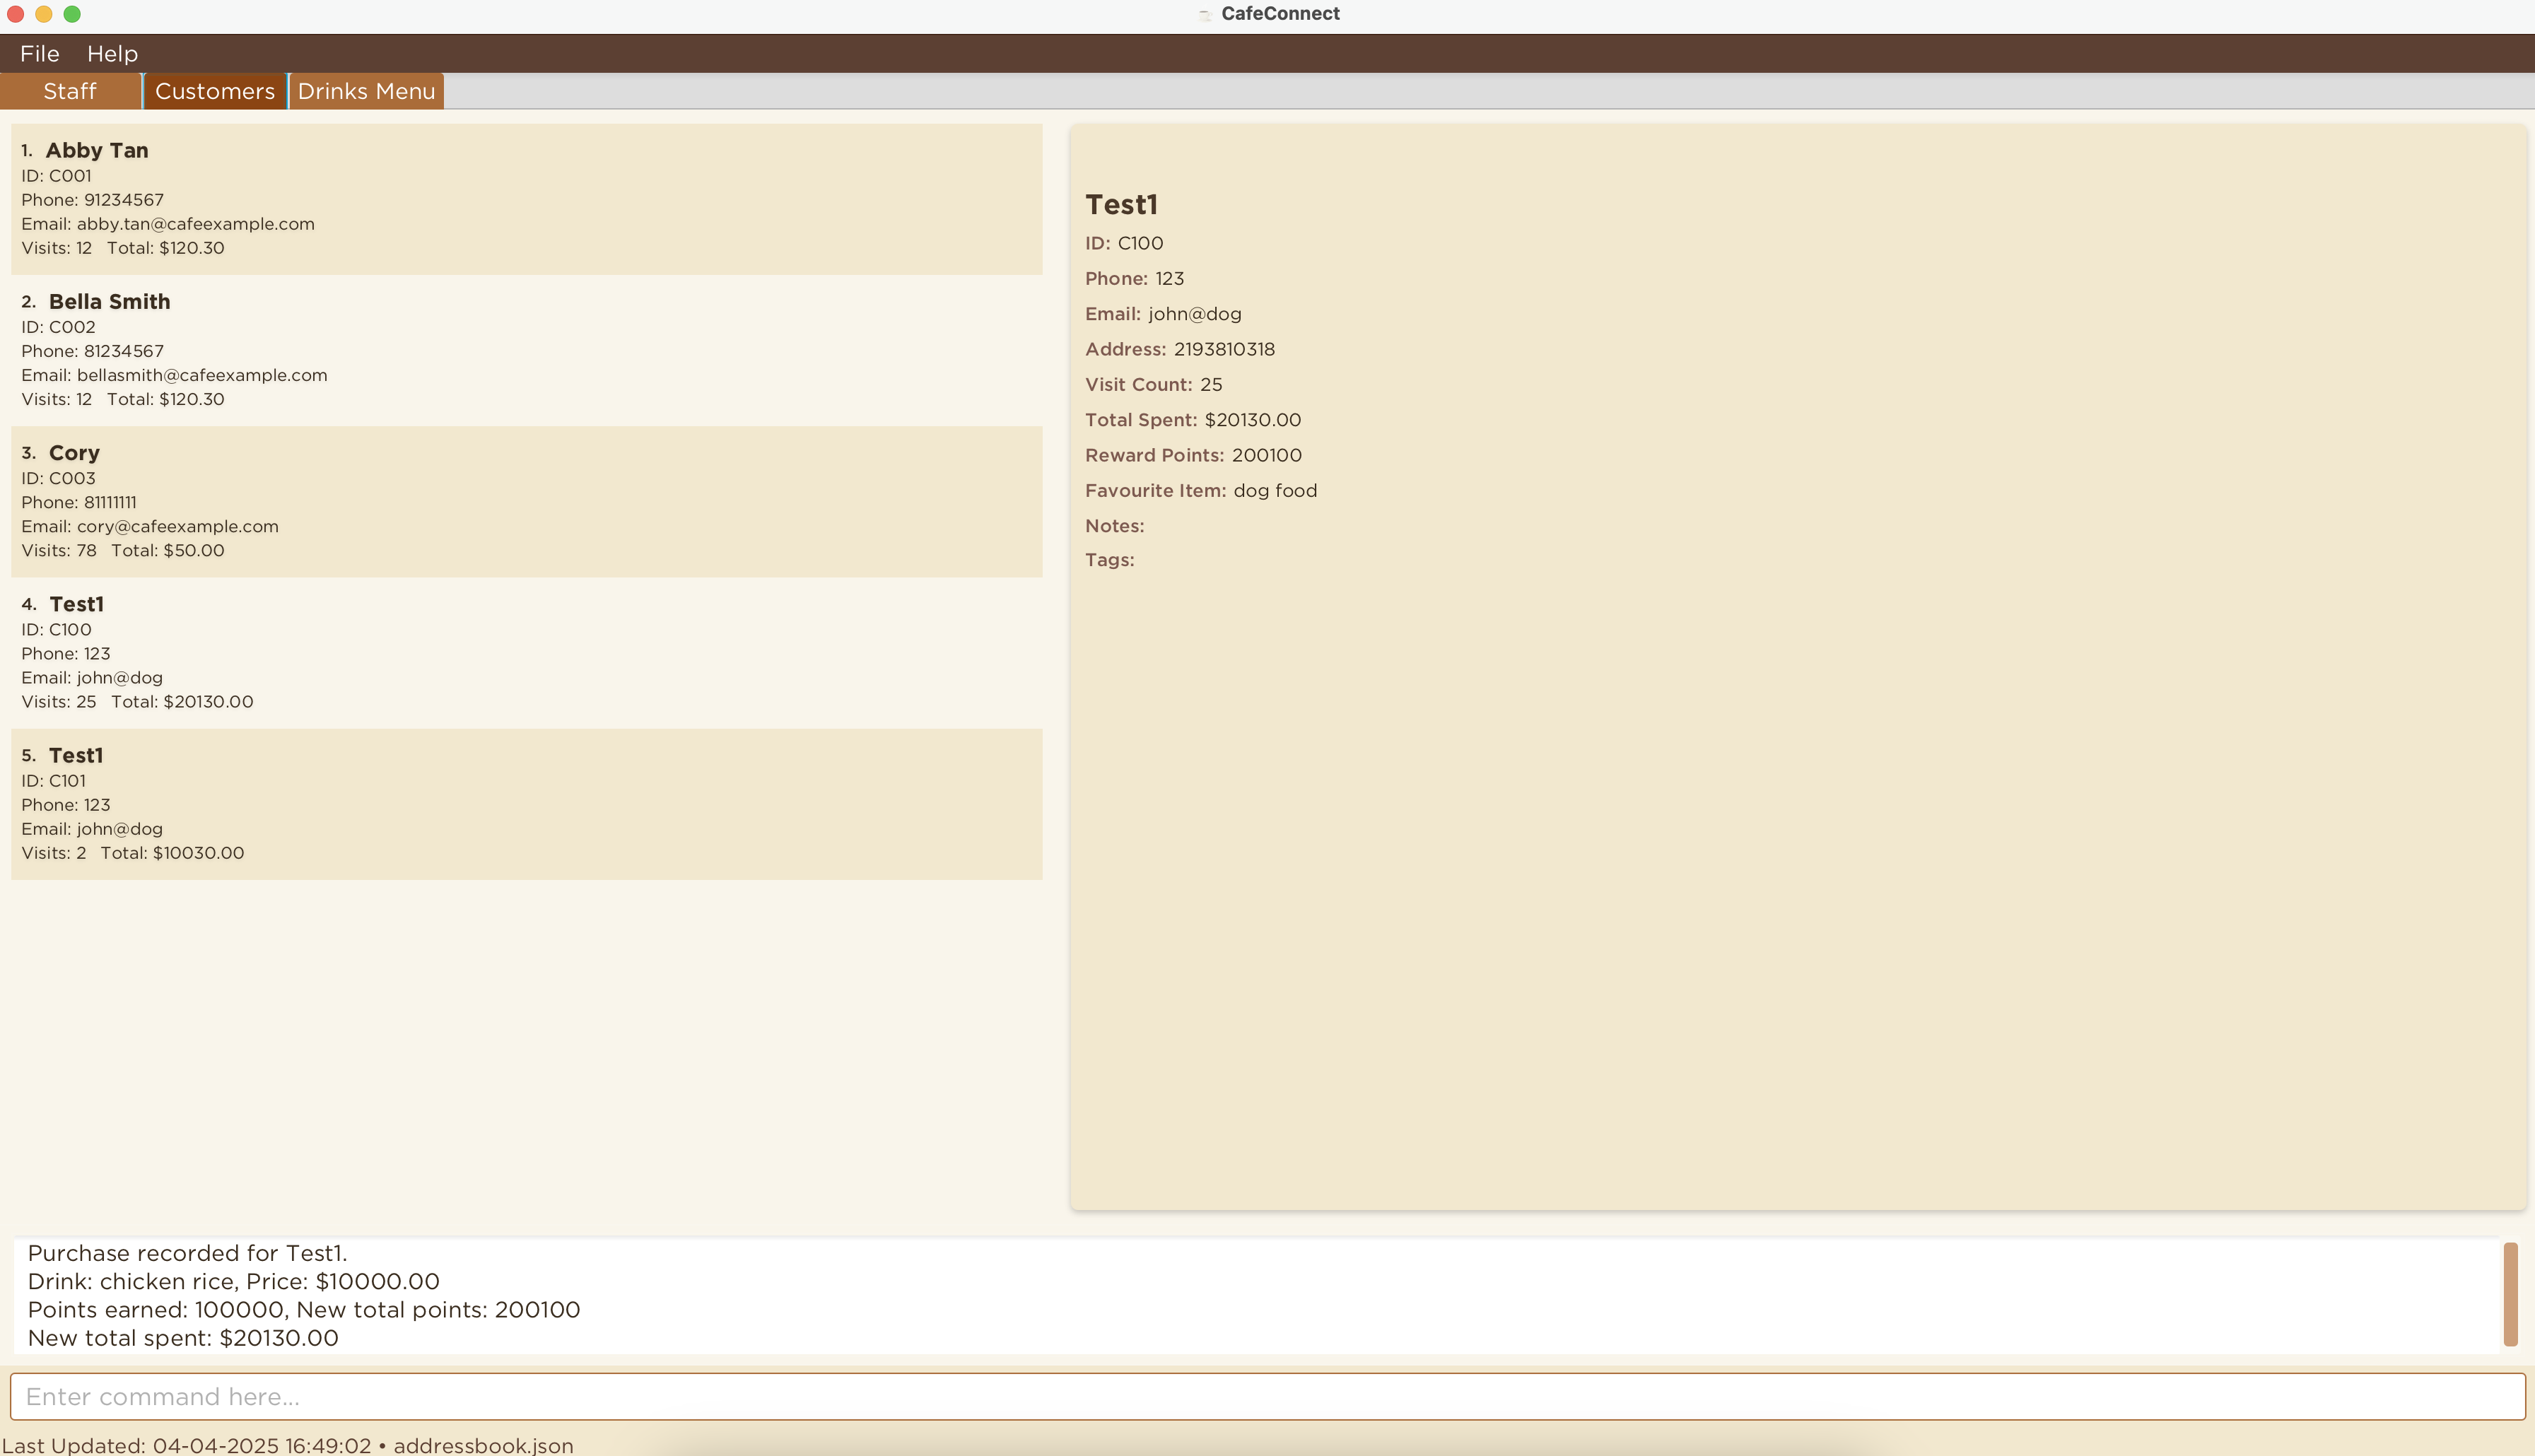 CafeConnect
File Help
Staff Customers Drinks Menu
1. Abby Tan
ID: C001
Phone: 91234567
Email: abby.tan@cafeexample.com
Visits: 12 Total: $120.30
2. Bella Smith
ID: C002
Phone: 81234567
Email: bellasmith@cafeexample.com
Visits: 12 Total: $120.30
3. Cory
ID: C003
Phone: 81111111
Email: cory@cafeexample.com
Visits: 78 Total: $50.00
4. Test1
ID: C100
Phone: 123
Email: john@dog
Visits: 25 Total: $20130.00
5. Test1
ID: C101
Phone: 123
Email: john@dog
Visits: 2 Total: $10030.00
Test1
ID: C100
Phone: 123
Email: john@dog
Address: 2193810318
Visit Count: 25
Total Spent: $20130.00
Reward Points: 200100
Favourite Item: dog food
Notes:
Tags:
Purchase recorded for Test1.
Drink: chicken rice, Price: $10000.00
Points earned: 100000, New total points: 200100
New total spent: $20130.00
Enter command here...
Last Updated: 04-04-2025 16:49:02 • addressbook.json